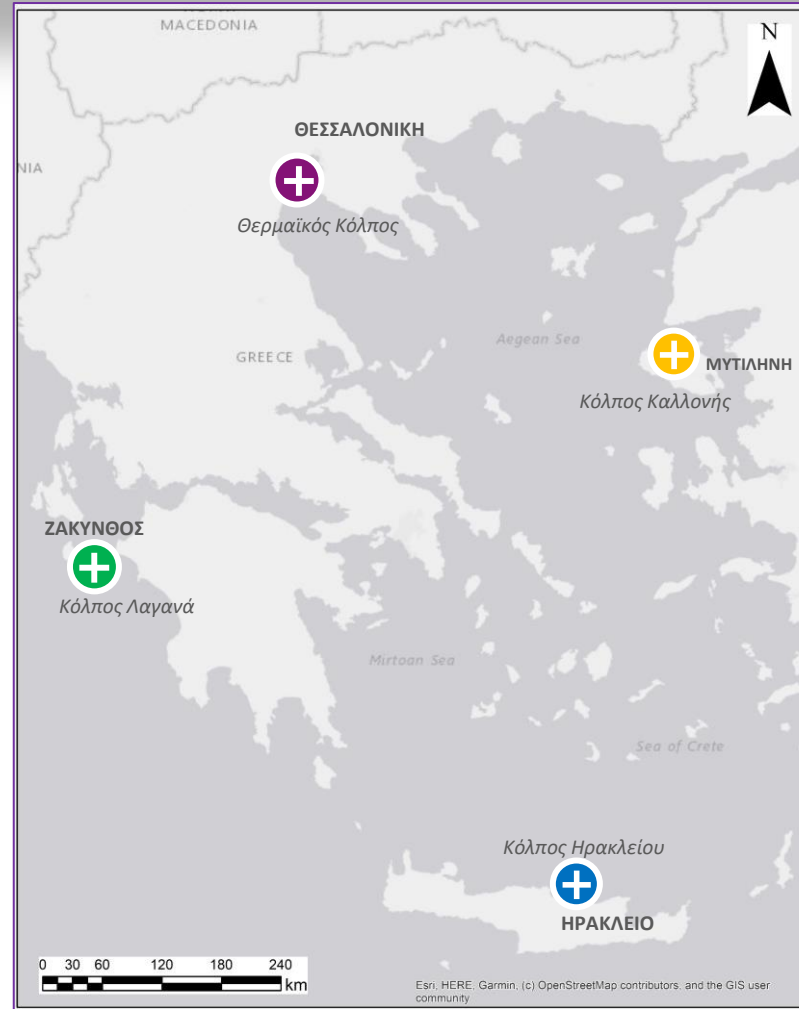 MACEDONIA
N
ΘΕΣΣΑΛΟΝΙΚΗ
NIA
Θερμαϊκός Κόλπος
Aegean Sea
GREECE
ΜΥΤΙΛΗΝΗ
Κόλπος Καλλονής
ΖΑΚΥΝΘΟΣ
Κόλπος Λαγανά
Mirtoan Sea
Sea of Crete
Κόλπος Ηρακλείου
ΗΡΑΚΛΕΙΟ
0 30 60 120 180 240
km
Esri, HERE, Garmin, (c) OpenStreetMap contributors, and the GIS user
community